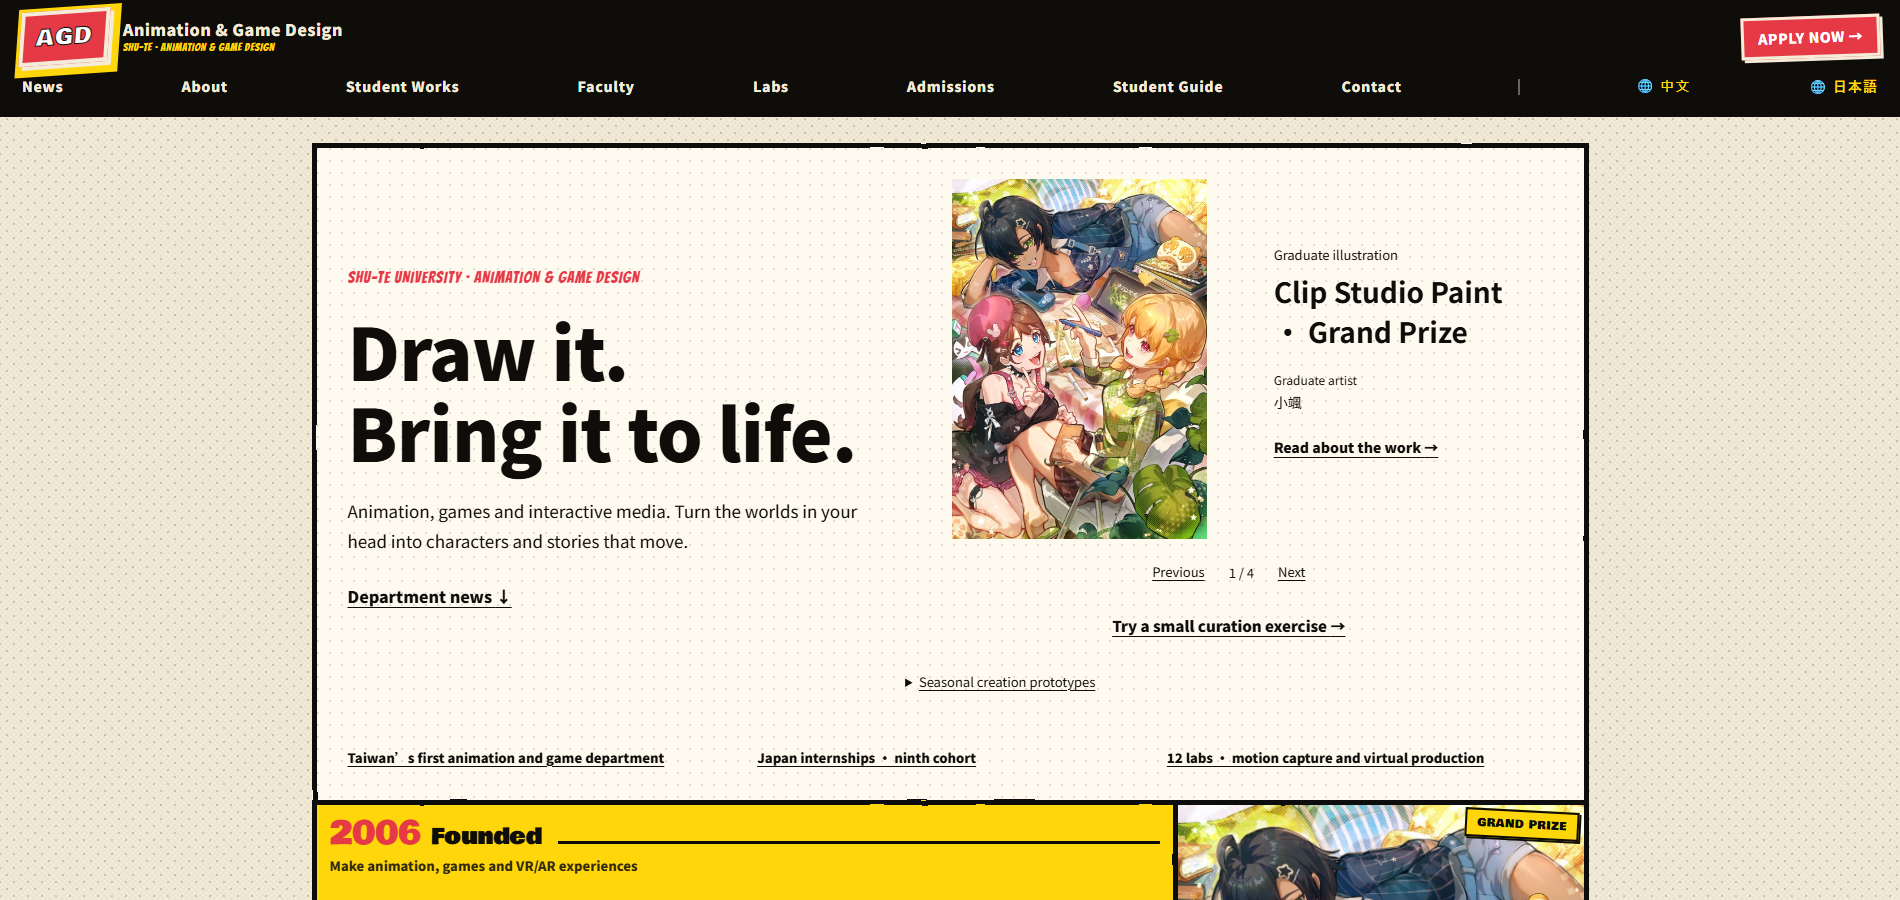 AGD
Animation & Game Design
SHU-TE · ANIMATION & GAME DESIGN
APPLY NOW →
News
About
Student Works
Faculty
Labs
Admissions
Student Guide
Contact
中文
日本語
SHU-TE UNIVERSITY · ANIMATION & GAME DESIGN
Draw it.
Bring it to life.
Animation, games and interactive media. Turn the worlds in your
head into characters and stories that move.
Department news ↓
Graduate illustration
Clip Studio Paint
・ Grand Prize
Graduate artist
小颯
Read about the work →
Previous
1 / 4
Next
Try a small curation exercise →
▶ Seasonal creation prototypes
Taiwan’s first animation and game department
Japan internships ・ ninth cohort
12 labs ・ motion capture and virtual production
2006 Founded
Make animation, games and VR/AR experiences
GRAND PRIZE